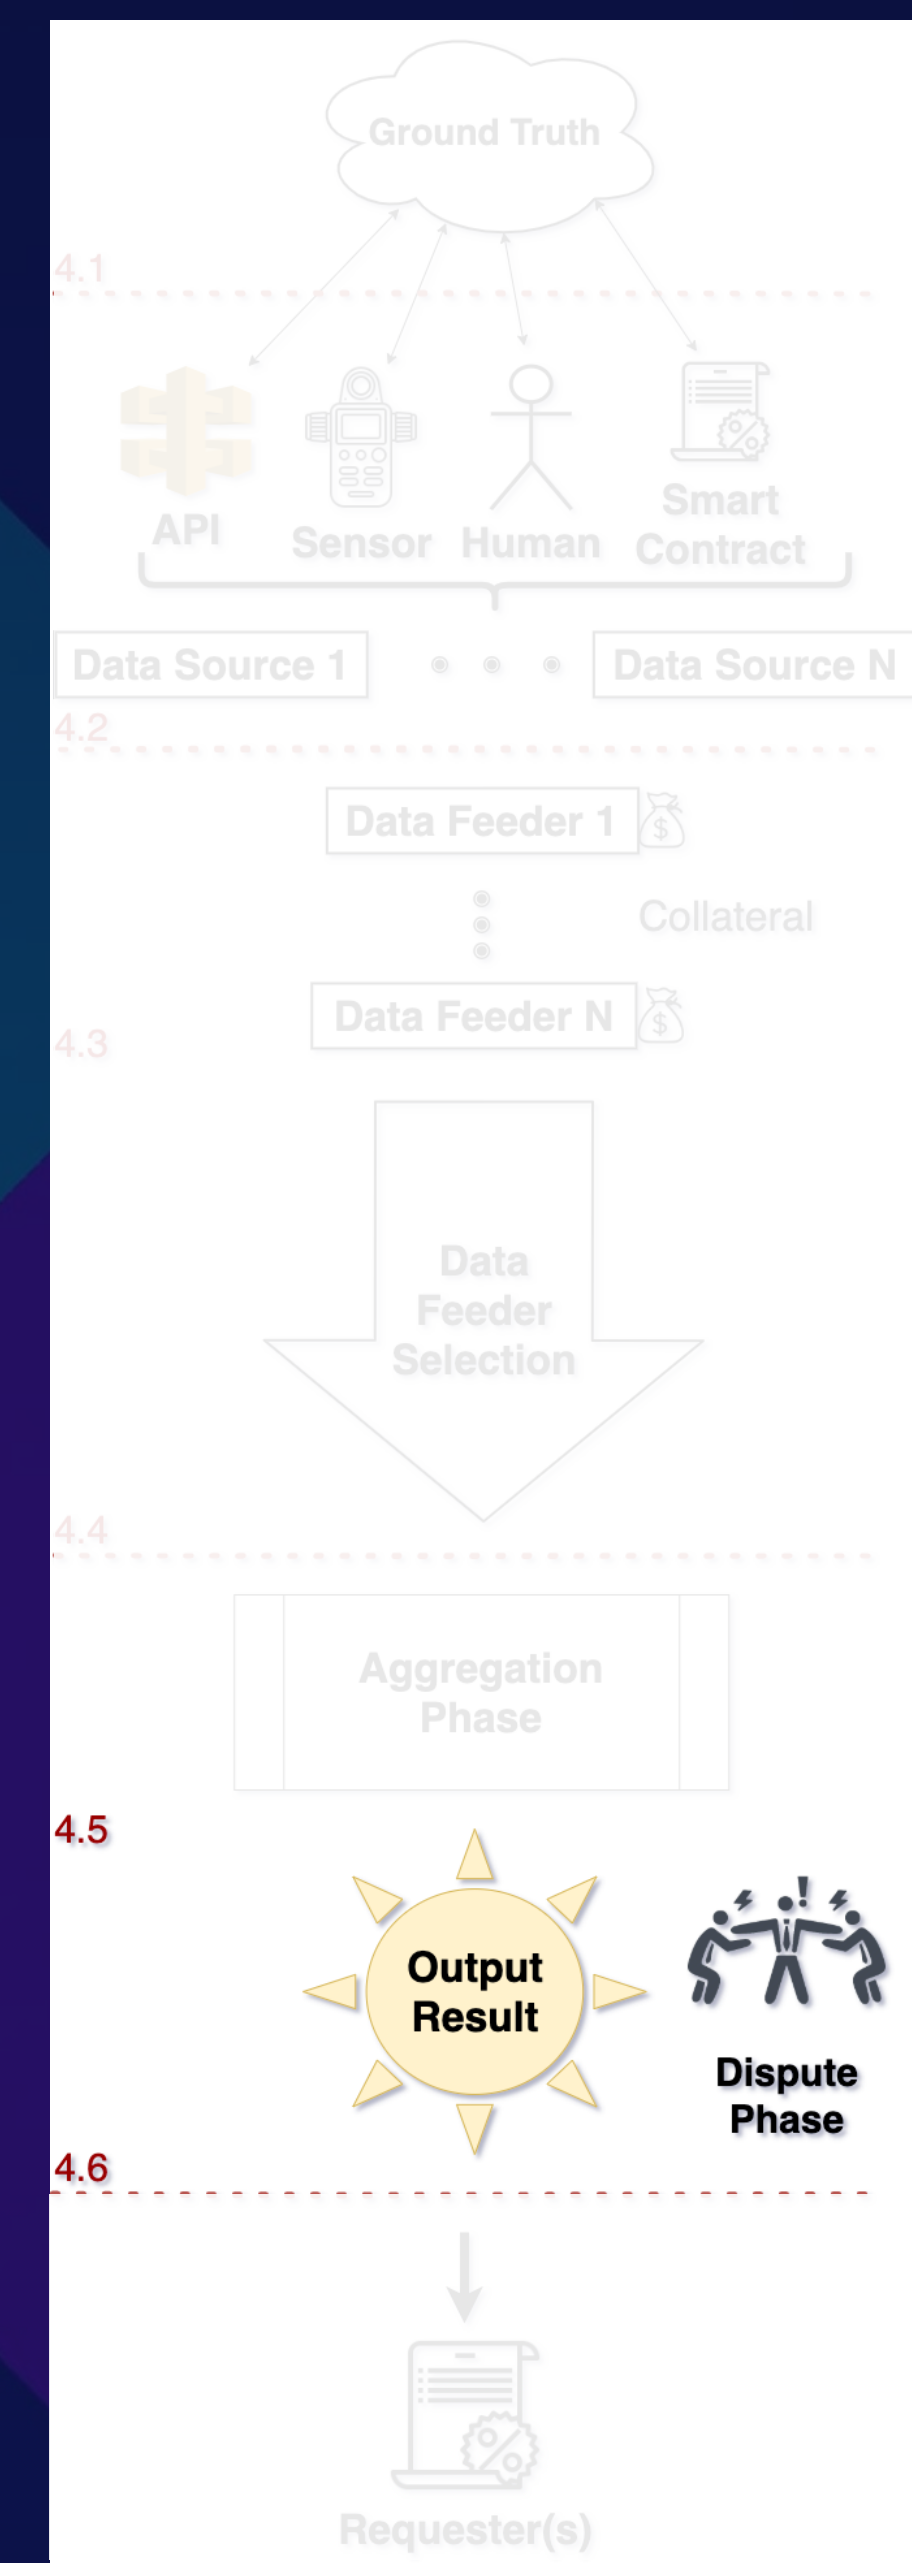 Ground Truth
4.1
API
Sensor
Human
Smart
Contract
Data Source 1
Data Source N
4.2
Data Feeder 1
$
Collateral
Data Feeder N
$
4.3
Data
Feeder
Selection
4.4
Aggregation
Phase
4.5
Output
Result
!
Dispute
Phase
4.6
Requester(s)